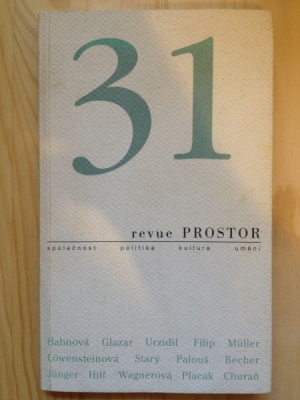 31
revue PROSTOR
společnost politika kultura umění
Hahnová Glazar Urzidil Filip Müller
Löwensteinová Starý Palouš Becher
Jünger Hilf Wagnerová Placák Churaň